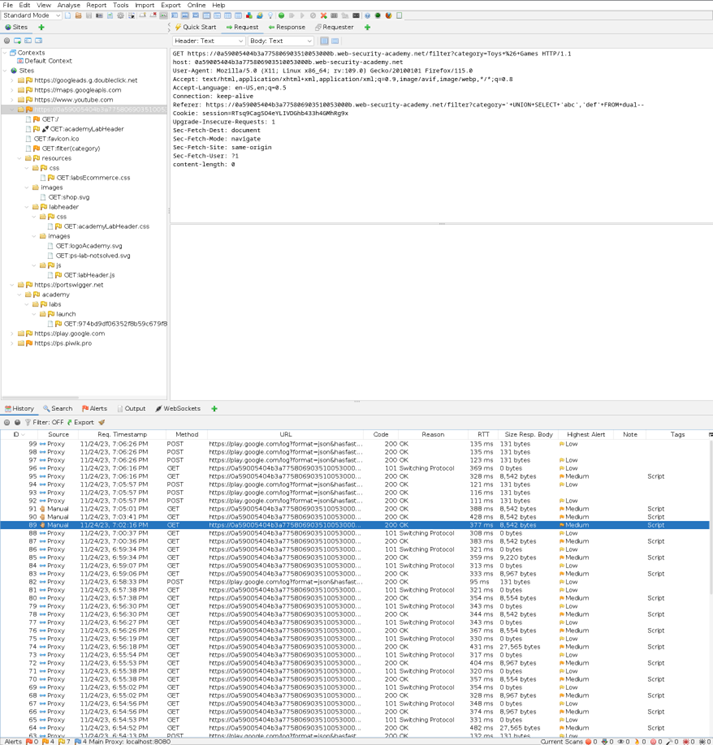 File Edit View Analyse Report Tools Import Export Online Help
Standard Mode
Sites
Quick Start Request Response Requester
Header: Text Body: Text
Contexts
Default Context
Sites
https://googleads.g.doubleclick.net
https://maps.googleapis.com
https://www.youtube.com
GET:/
GET:academyLabHeader
GET:favicon.ico
GET:filter(category)
resources
css
GET:labsEcommerce.css
images
GET:shop.svg
labheader
css
GET:academyLabHeader.css
images
GET:logoAcademy.svg
GET:ps-lab-notsolved.svg
js
GET:labHeader.js
https://portswigger.net
academy
labs
launch
GET:974bd9df06352f8b59c679f8
https://play.google.com
https://ps.piwik.pro
GET https://0a59005404b3a775806903510053000b.web-security-academy.net/filter?category=Toys+%26+Games HTTP/1.1
host: 0a59005404b3a775806903510053000b.web-security-academy.net
User-Agent: Mozilla/5.0 (X11; Linux x86_64; rv:109.0) Gecko/20100101 Firefox/115.0
Accept: text/html,application/xhtml+xml,application/xml;q=0.9,image/avif,image/webp,*/*;q=0.8
Accept-Language: en-US,en;q=0.5
Connection: keep-alive
Referer: https://0a59005404b3a775806903510053000b.web-security-academy.net/filter?category='+UNION+SELECT+'abc','def'+FROM+dual--
Cookie: session=RTsq9CagSO4eYLIVDGhb433h4GMhRg9x
Upgrade-Insecure-Requests: 1
Sec-Fetch-Dest: document
Sec-Fetch-Mode: navigate
Sec-Fetch-Site: same-origin
Sec-Fetch-User: ?1
content-length: 0
History Search Alerts Output WebSockets
Filter: OFF Export
ID Source Req. Timestamp Method URL Code Reason RTT Size Resp. Body Highest Alert Note Tags
99 Proxy 11/24/23, 7:06:26 PM POST https://play.google.com/log?format=json&hasfast... 200 OK 135 ms 131 bytes Low
98 Proxy 11/24/23, 7:06:26 PM POST https://play.google.com/log?format=json&hasfast... 200 OK 135 ms 131 bytes
97 Proxy 11/24/23, 7:06:26 PM POST https://play.google.com/log?format=json&hasfast... 200 OK 123 ms 131 bytes Low
96 Proxy 11/24/23, 7:06:16 PM GET https://0a59005404b3a775806903510053000... 101 Switching Protocol 369 ms 0 bytes Low
95 Proxy 11/24/23, 7:06:16 PM GET https://0a59005404b3a775806903510053000... 200 OK 328 ms 8,542 bytes Medium Script
94 Proxy 11/24/23, 7:05:57 PM POST https://play.google.com/log?format=json&hasfast... 200 OK 121 ms 131 bytes Low
93 Proxy 11/24/23, 7:05:57 PM POST https://play.google.com/log?format=json&hasfast... 200 OK 116 ms 131 bytes
92 Proxy 11/24/23, 7:05:57 PM POST https://play.google.com/log?format=json&hasfast... 200 OK 111 ms 131 bytes Low
91 Manual 11/24/23, 7:05:01 PM GET https://0a59005404b3a775806903510053000... 200 OK 388 ms 8,542 bytes Medium Script
90 Manual 11/24/23, 7:03:41 PM GET https://0a59005404b3a775806903510053000... 200 OK 428 ms 8,542 bytes Medium Script
89 Manual 11/24/23, 7:02:16 PM GET https://0a59005404b3a775806903510053000... 200 OK 377 ms 8,542 bytes Medium Script
88 Proxy 11/24/23, 7:00:37 PM GET https://0a59005404b3a775806903510053000... 101 Switching Protocol 308 ms 0 bytes Low
87 Proxy 11/24/23, 7:00:36 PM GET https://0a59005404b3a775806903510053000... 200 OK 383 ms 8,542 bytes Medium Script
86 Proxy 11/24/23, 6:59:34 PM GET https://0a59005404b3a775806903510053000... 101 Switching Protocol 321 ms 0 bytes Low
85 Proxy 11/24/23, 6:59:34 PM GET https://0a59005404b3a775806903510053000... 200 OK 359 ms 9,220 bytes Medium Script
84 Proxy 11/24/23, 6:59:07 PM GET https://0a59005404b3a775806903510053000... 101 Switching Protocol 313 ms 0 bytes Low
83 Proxy 11/24/23, 6:59:06 PM GET https://0a59005404b3a775806903510053000... 200 OK 333 ms 8,967 bytes Medium Script
82 Proxy 11/24/23, 6:58:33 PM POST https://play.google.com/log?format=json&hasfast... 200 OK 95 ms 131 bytes Low
81 Proxy 11/24/23, 6:57:38 PM GET https://0a59005404b3a775806903510053000... 101 Switching Protocol 321 ms 0 bytes Low
80 Proxy 11/24/23, 6:57:38 PM GET https://0a59005404b3a775806903510053000... 200 OK 354 ms 8,554 bytes Medium Script
79 Proxy 11/24/23, 6:56:30 PM GET https://0a59005404b3a775806903510053000... 101 Switching Protocol 343 ms 0 bytes Low
78 Proxy 11/24/23, 6:56:30 PM GET https://0a59005404b3a775806903510053000... 200 OK 344 ms 8,542 bytes Medium Script
77 Proxy 11/24/23, 6:56:27 PM GET https://0a59005404b3a775806903510053000... 101 Switching Protocol 343 ms 0 bytes Low
76 Proxy 11/24/23, 6:56:26 PM GET https://0a59005404b3a775806903510053000... 200 OK 367 ms 8,554 bytes Medium Script
75 Proxy 11/24/23, 6:56:19 PM GET https://0a59005404b3a775806903510053000... 101 Switching Protocol 330 ms 0 bytes Low
74 Proxy 11/24/23, 6:56:18 PM GET https://0a59005404b3a775806903510053000... 200 OK 431 ms 27,565 bytes Medium Script
73 Proxy 11/24/23, 6:55:54 PM GET https://0a59005404b3a775806903510053000... 101 Switching Protocol 317 ms 0 bytes Low
72 Proxy 11/24/23, 6:55:53 PM GET https://0a59005404b3a775806903510053000... 200 OK 404 ms 8,967 bytes Medium Script
71 Proxy 11/24/23, 6:55:38 PM GET https://0a59005404b3a775806903510053000... 101 Switching Protocol 320 ms 0 bytes Low
70 Proxy 11/24/23, 6:55:38 PM GET https://0a59005404b3a775806903510053000... 200 OK 357 ms 8,554 bytes Medium Script
69 Proxy 11/24/23, 6:55:02 PM GET https://0a59005404b3a775806903510053000... 101 Switching Protocol 354 ms 0 bytes Low
68 Proxy 11/24/23, 6:55:02 PM GET https://0a59005404b3a775806903510053000... 200 OK 328 ms 8,967 bytes Medium Script
67 Proxy 11/24/23, 6:54:56 PM GET https://0a59005404b3a775806903510053000... 101 Switching Protocol 348 ms 0 bytes Low
66 Proxy 11/24/23, 6:54:56 PM GET https://0a59005404b3a775806903510053000... 200 OK 374 ms 8,967 bytes Medium Script
65 Proxy 11/24/23, 6:54:53 PM GET https://0a59005404b3a775806903510053000... 101 Switching Protocol 331 ms 0 bytes Low
64 Proxy 11/24/23, 6:54:52 PM GET https://0a59005404b3a775806903510053000... 200 OK 482 ms 27,565 bytes Medium Script
63 Proxy 11/24/23, 6:54:13 PM POST https://play.google.com/log?format=json&hasfast... 200 OK 132 ms 131 bytes Low
Alerts 0 4 7 4 Main Proxy: localhost:8080 Current Scans 0 0 0 0 0 0 0 0